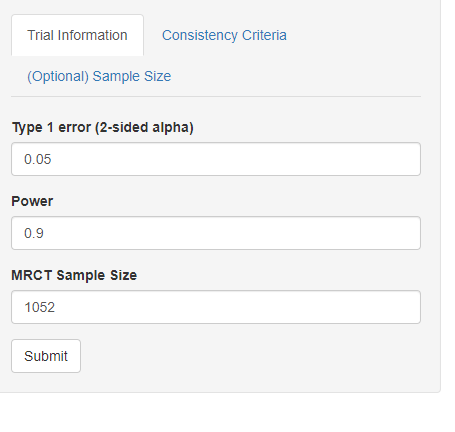 Trial Information Consistency Criteria
(Optional) Sample Size
Type 1 error (2-sided alpha)
0.05
Power
0.9
MRCT Sample Size
1052
Submit